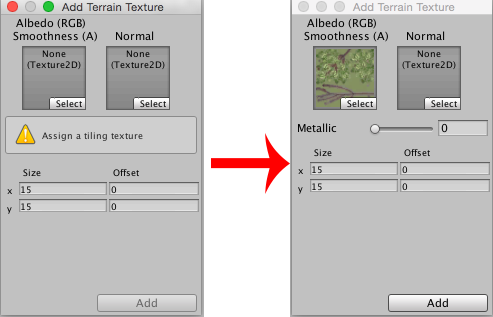 Add Terrain Texture
Albedo (RGB)
Smoothness (A) Normal
None
(Texture2D)
Select
None
(Texture2D)
Select
Assign a tiling texture
Size Offset
x 15 0
y 15 0
Add
Add Terrain Texture
Albedo (RGB)
Smoothness (A) Normal
Select
None
(Texture2D)
Select
Metallic 0
Size Offset
x 15 0
y 15 0
Add